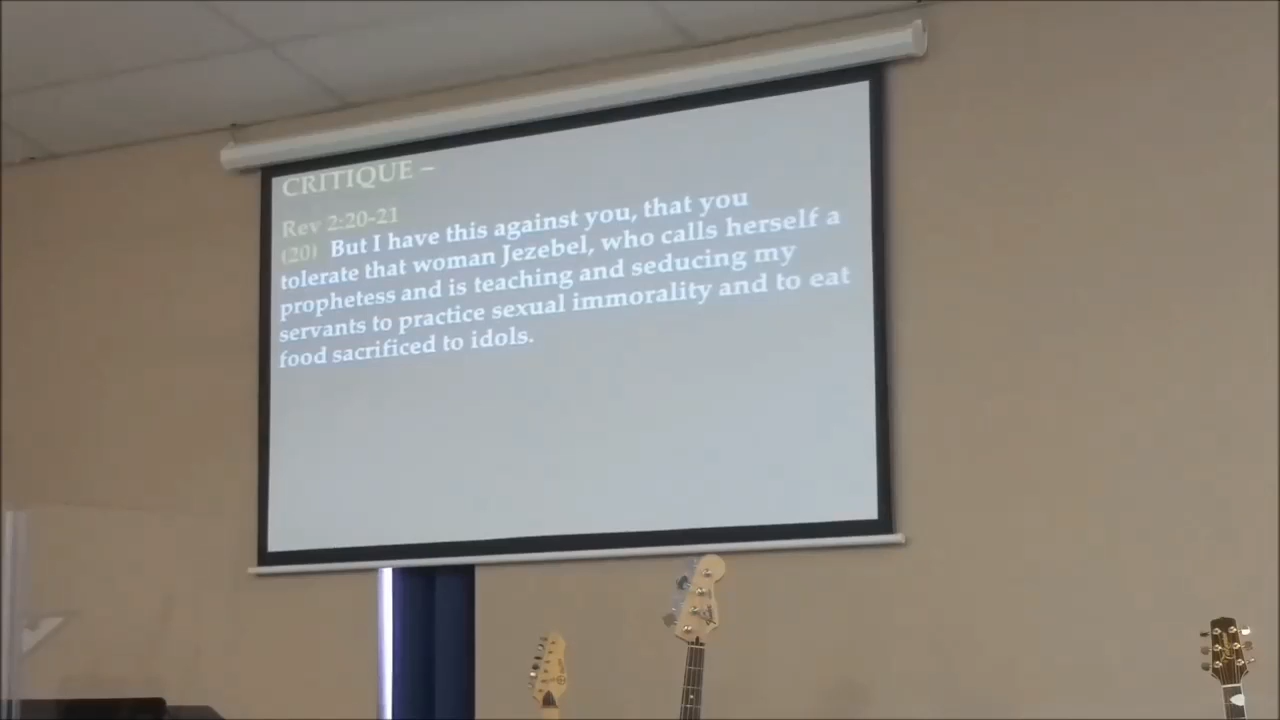 CRITIQUE –
Rev 2:20-21
(20) But I have this against you, that you
tolerate that woman Jezebel, who calls herself a
prophetess and is teaching and seducing my
servants to practice sexual immorality and to eat
food sacrificed to idols.